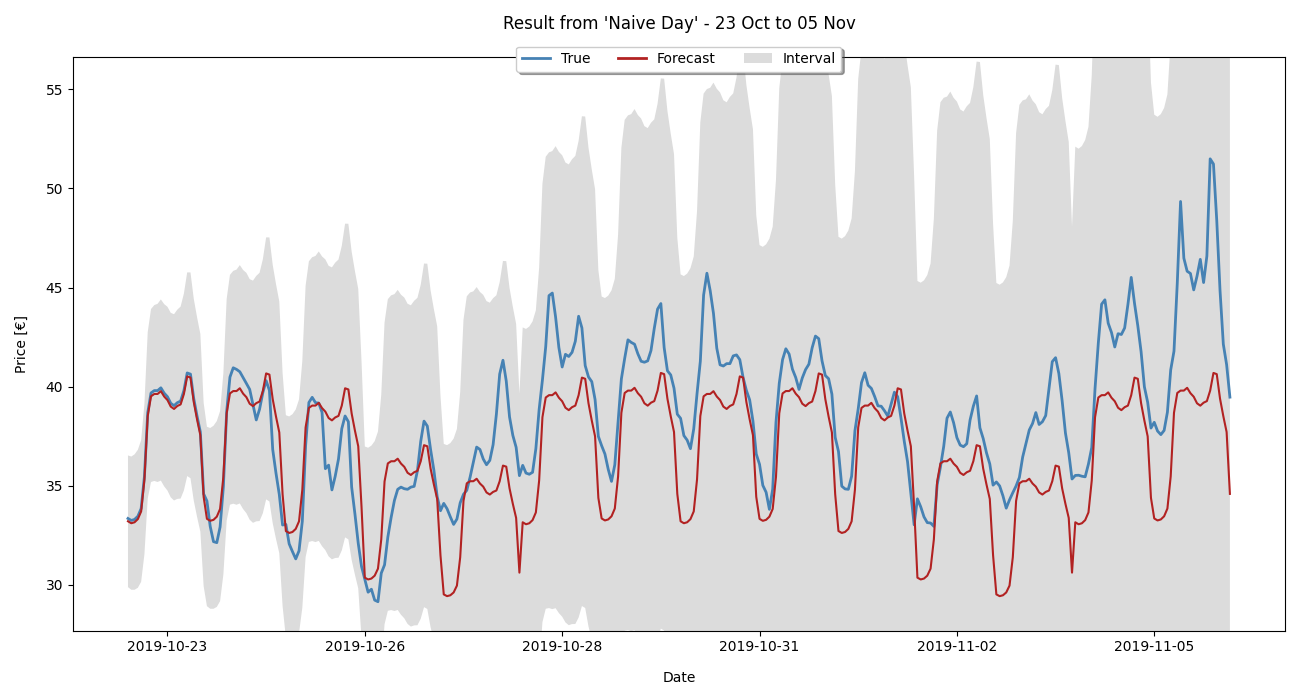 Result from 'Naive Day' - 23 Oct to 05 Nov
True Forecast Interval
55
50
45
40
35
30
Price [€]
2019-10-23 2019-10-26 2019-10-28 2019-10-31 2019-11-02 2019-11-05
Date